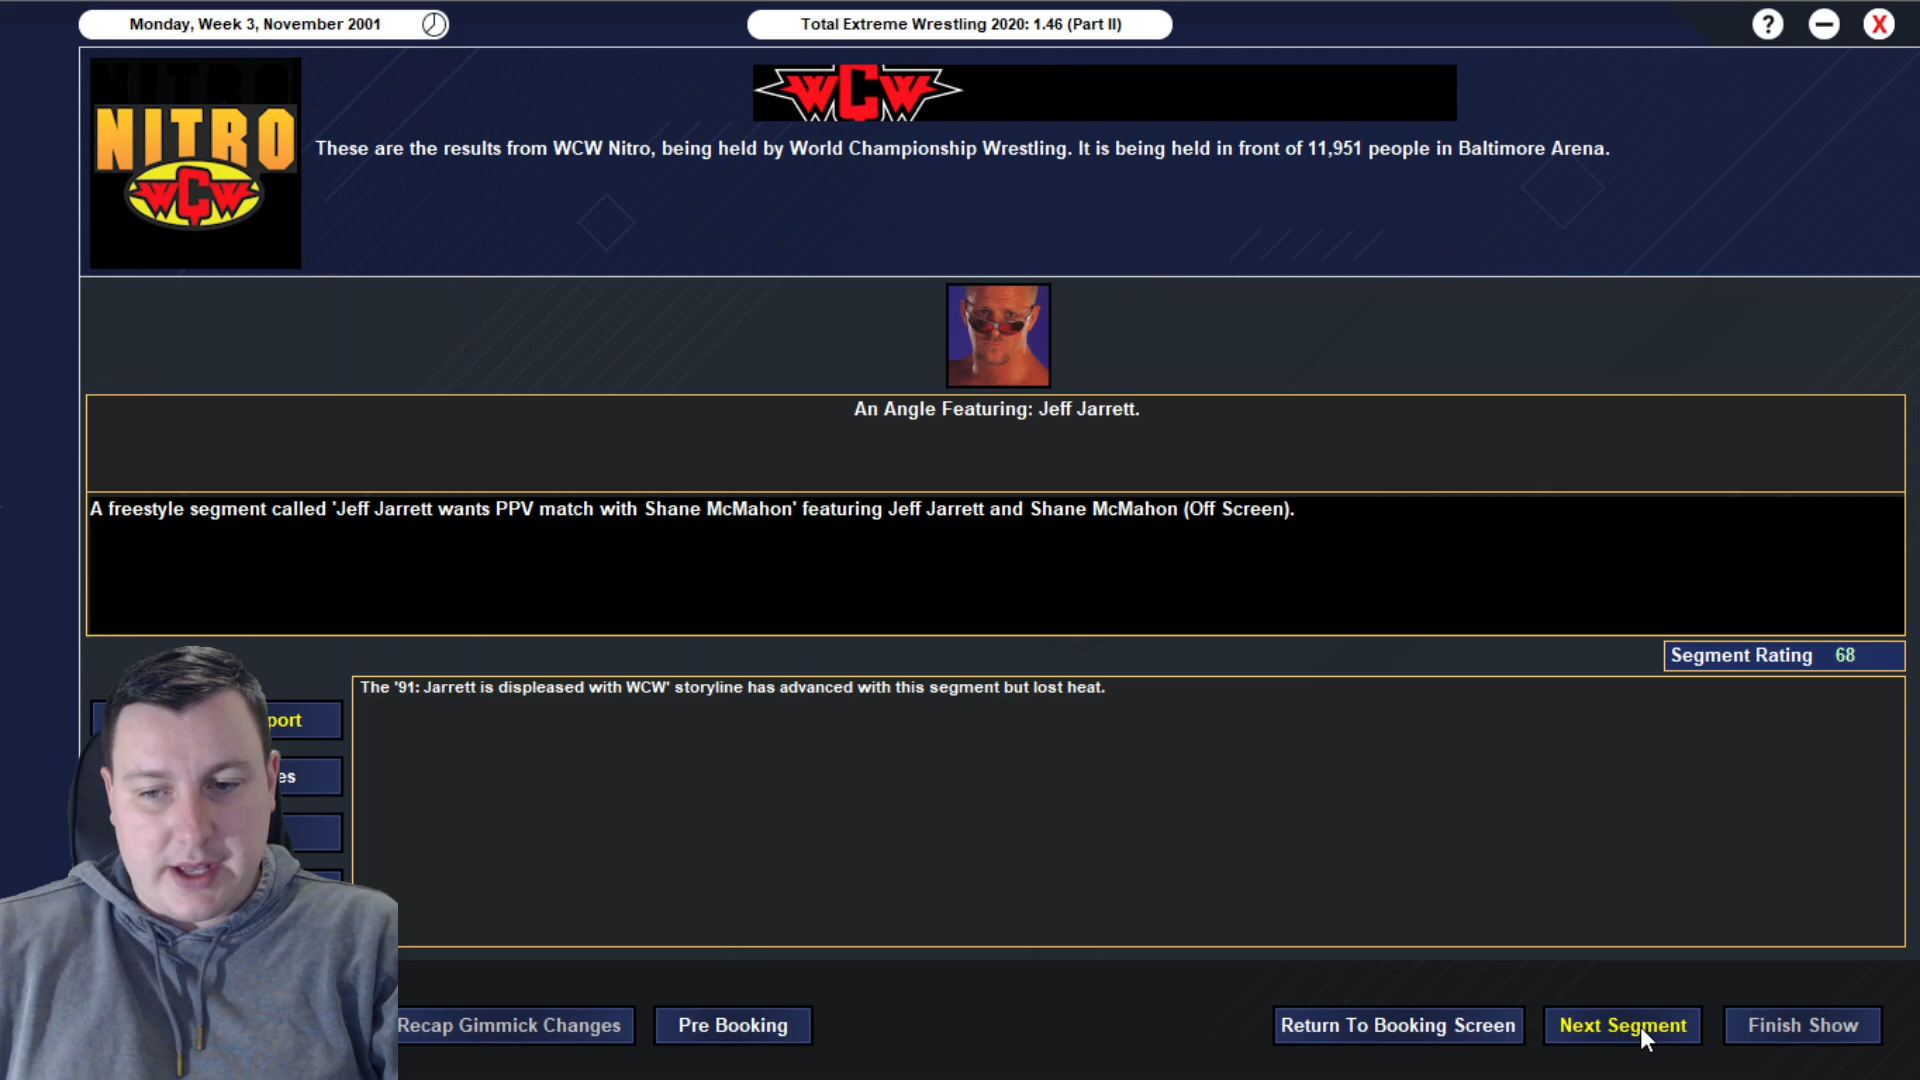 Monday, Week 3, November 2001
Total Extreme Wrestling 2020: 1.46 (Part II)
?
X
NITRO
WCW
WCW
These are the results from WCW Nitro, being held by World Championship Wrestling. It is being held in front of 11,951 people in Baltimore Arena.
An Angle Featuring: Jeff Jarrett.
A freestyle segment called 'Jeff Jarrett wants PPV match with Shane McMahon' featuring Jeff Jarrett and Shane McMahon (Off Screen).
Segment Rating 68
The '91: Jarrett is displeased with WCW' storyline has advanced with this segment but lost heat.
port
es
Recap Gimmick Changes
Pre Booking
Return To Booking Screen
Next Segment
Finish Show